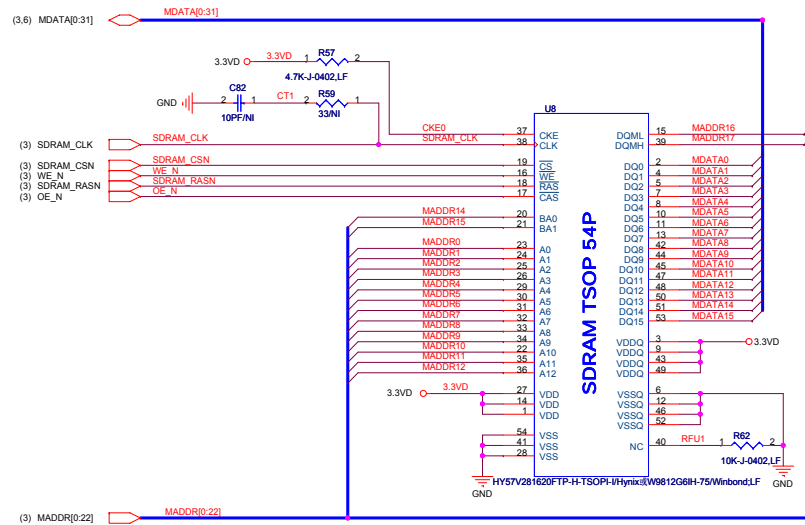 (3,6) MDATA[0:31] MDATA[0:31]
3.3VD 3.3VD 1 R57 2
4.7K-J-0402,LF
C82
GND 2 1 CT1 2 R59 1
10PF/NI 33/NI
U8
CKE0 37 CKE DQML 15 MADDR16
(3) SDRAM_CLK SDRAM_CLK SDRAM_CLK 38 CLK DQMH 39 MADDR17
(3) SDRAM_CSN SDRAM_CSN 19 CS DQ0 2 MDATA0
(3) WE_N WE_N 16 WE DQ1 4 MDATA1
(3) SDRAM_RASN SDRAM_RASN 18 RAS DQ2 5 MDATA2
(3) OE_N OE_N 17 CAS DQ3 7 MDATA3
DQ4 8 MDATA4
MADDR14 20 BA0 DQ5 10 MDATA5
MADDR15 21 BA1 DQ6 11 MDATA6
DQ7 13 MDATA7
MADDR0 23 A0 DQ8 42 MDATA8
MADDR1 24 A1 DQ9 44 MDATA9
MADDR2 25 A2 DQ10 45 MDATA10
MADDR3 26 A3 DQ11 47 MDATA11
MADDR4 29 A4 DQ12 48 MDATA12
MADDR5 30 A5 DQ13 50 MDATA13
MADDR6 31 A6 DQ14 51 MDATA14
MADDR7 32 A7 DQ15 53 MDATA15
MADDR8 33 A8
MADDR9 34 A9 VDDQ 3 3.3VD
MADDR10 22 A10 VDDQ 9
MADDR11 35 A11 VDDQ 43
MADDR12 36 A12 VDDQ 49
SDRAM TSOP 54P
3.3VD 3.3VD 27 VDD VSSQ 6
14 VDD VSSQ 12
1 VDD VSSQ 46
VSSQ 52
54 VSS
41 VSS NC 40 RFU1 1 R62 2
28 VSS 10K-J-0402,LF
GND HY57V281620FTP-H-TSOPI-I/Hynix或W9812G6IH-75/Winbond;LF GND
(3) MADDR[0:22] MADDR[0:22]